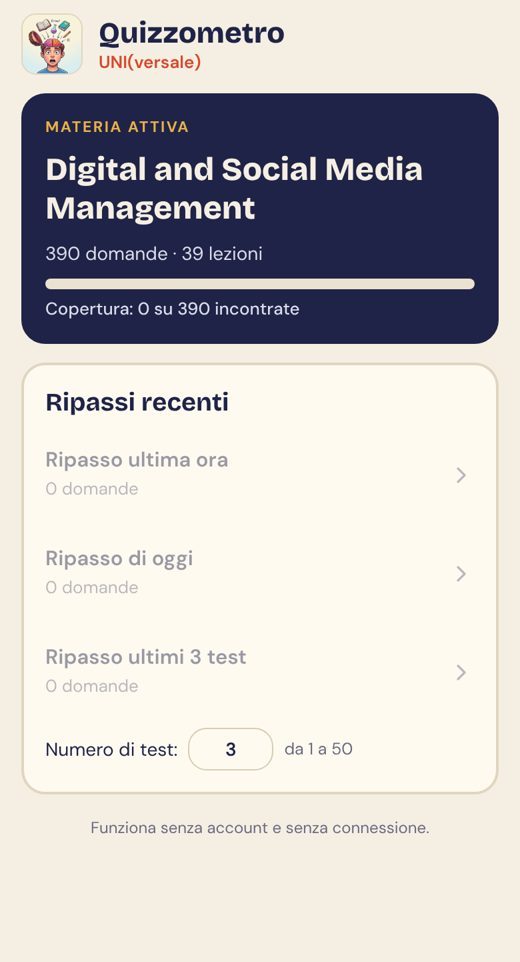 Quizzometro
UNI(versale)
MATERIA ATTIVA
Digital and Social Media
Management
390 domande · 39 lezioni
Copertura: 0 su 390 incontrate
Ripassi recenti
Ripasso ultima ora
0 domande
Ripasso di oggi
0 domande
Ripasso ultimi 3 test
0 domande
Numero di test: 3 da 1 a 50
Funziona senza account e senza connessione.